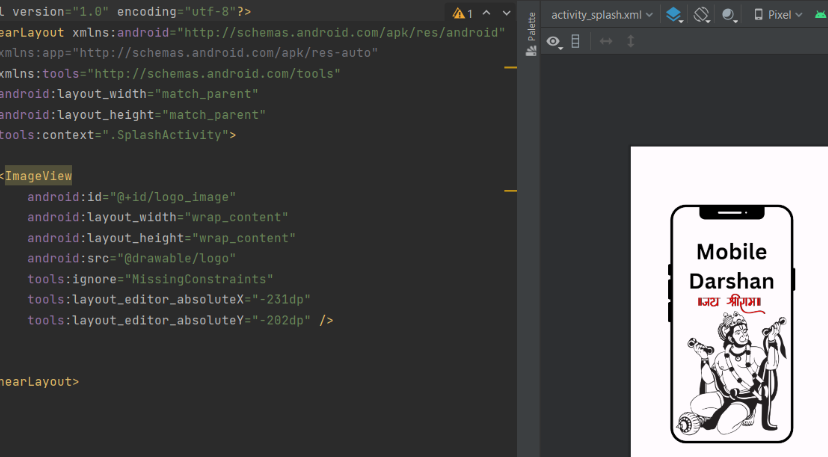 l version="1.0" encoding="utf-8"?>
nearLayout xmlns:android="http://schemas.android.com/apk/res/android"
xmlns:app="http://schemas.android.com/apk/res-auto"
xmlns:tools="http://schemas.android.com/tools"
android:layout_width="match_parent"
android:layout_height="match_parent"
tools:context=".SplashActivity">
<ImageView
android:id="@+id/logo_image"
android:layout_width="wrap_content"
android:layout_height="wrap_content"
android:src="@drawable/logo"
tools:ignore="MissingConstraints"
tools:layout_editor_absoluteX="-231dp"
tools:layout_editor_absoluteY="-202dp" />
nearLayout>
1
Palette
activity_splash.xml
Pixel
Mobile
Darshan
॥जय श्रीराम॥